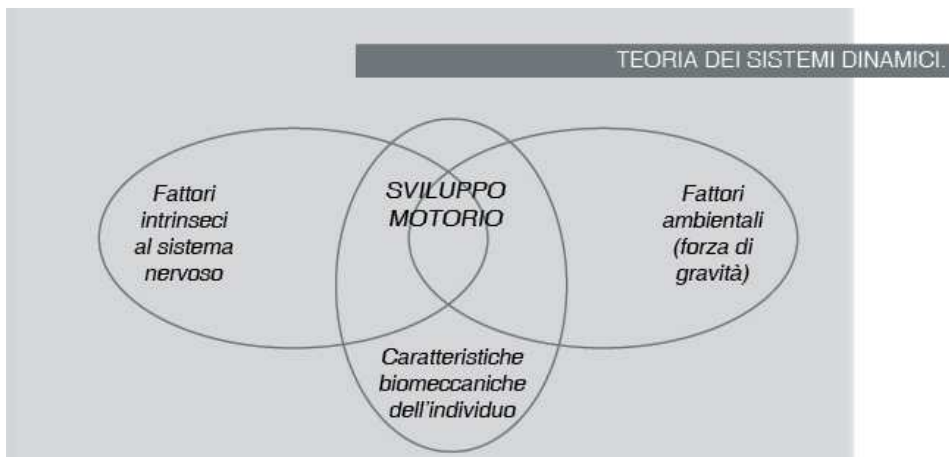 TEORIA DEI SISTEMI DINAMICI.
Fattori
intrinseci
al sistema
nervoso
SVILUPPO
MOTORIO
Fattori
ambientali
(forza di
gravità)
Caratteristiche
biomeccaniche
dell'individuo